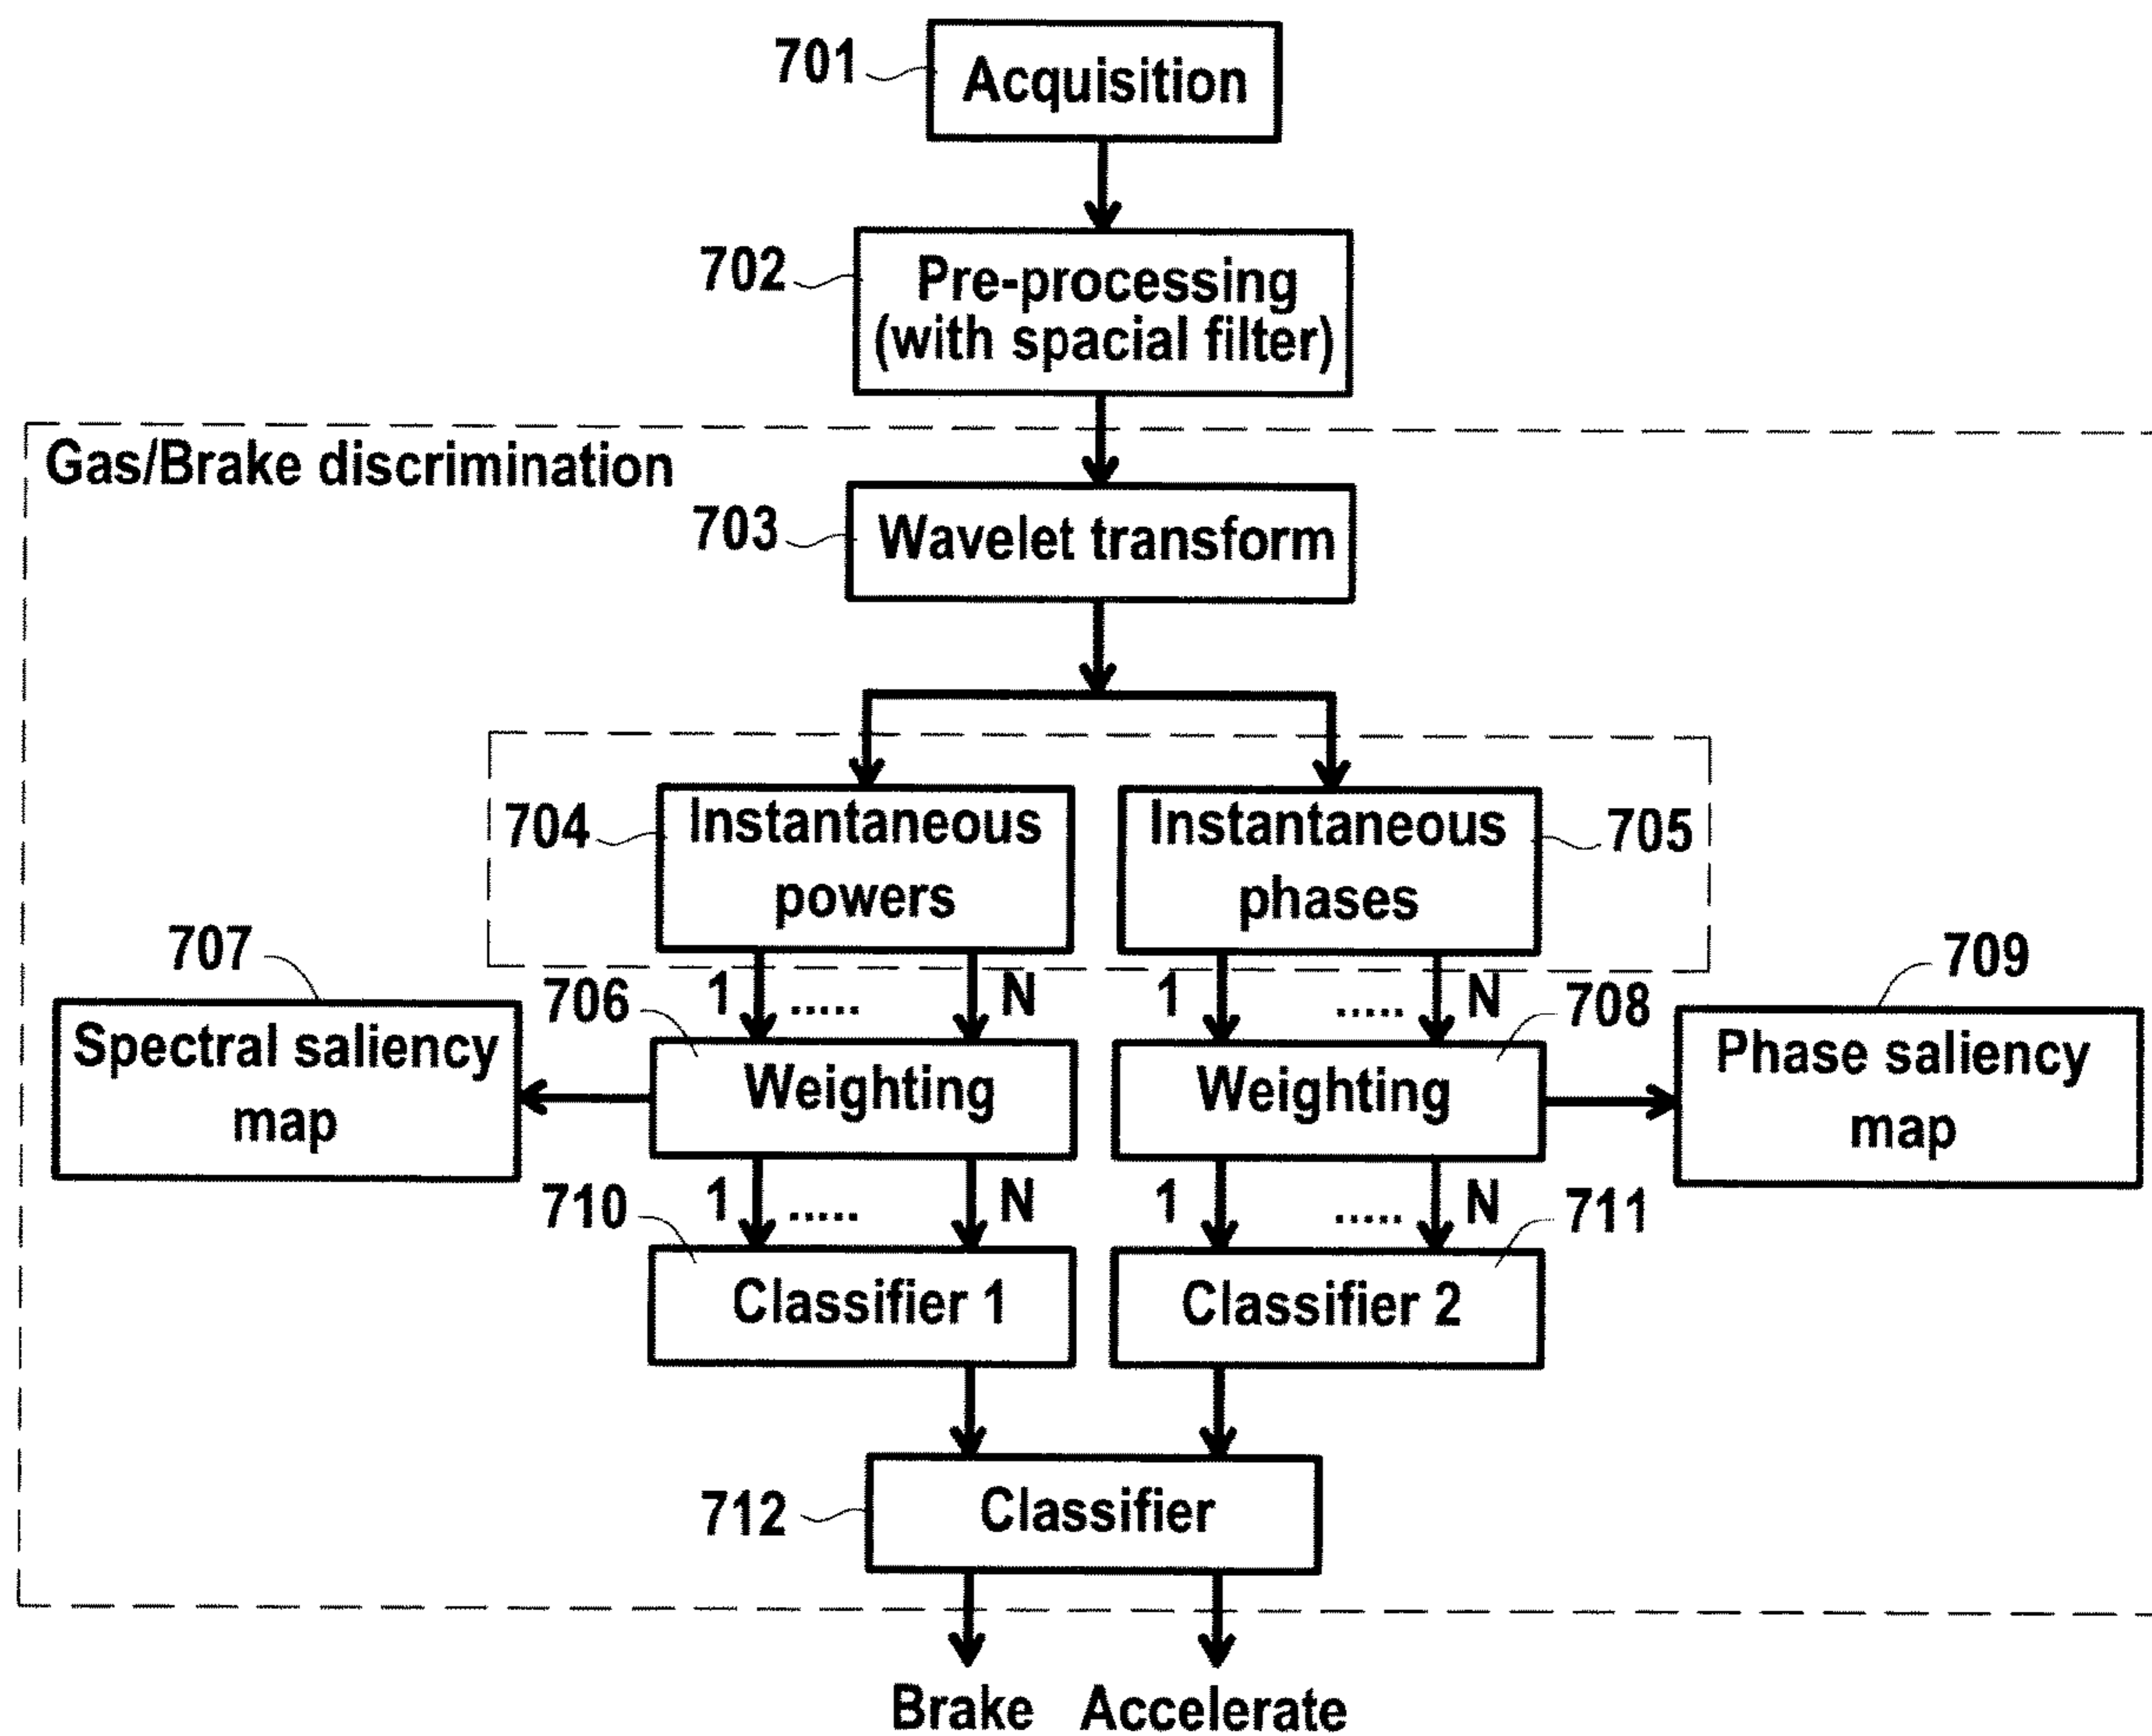 701
Acquisition
702
Pre-processing
(with spacial filter)
Gas/Brake discrimination
703
Wavelet transform
704
Instantaneous
powers
Instantaneous
phases
705
707
Spectral saliency
map
706
1 ..... N
1 ..... N
708
709
Phase saliency
map
Weighting
Weighting
710
1 ..... N
1 ..... N
711
Classifier 1
Classifier 2
712
Classifier
Brake
Accelerate